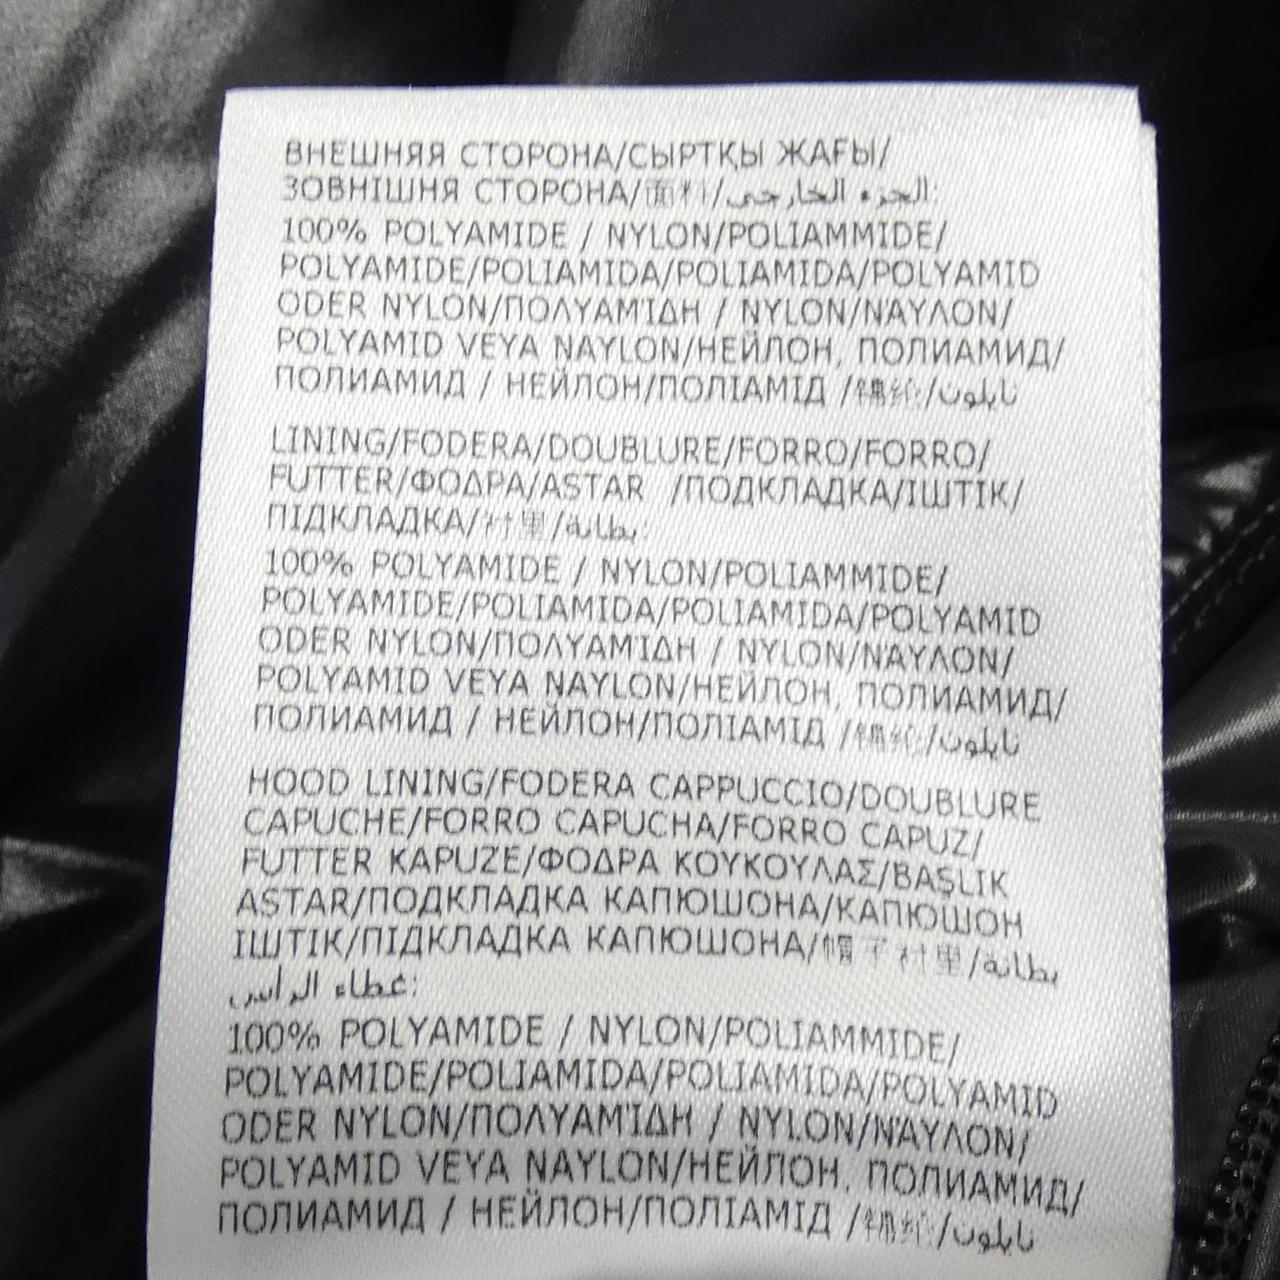 ВНЕШНЯЯ СТОРОНА/СЫРТҚЫ ЖАҒЫ/
ЗОВНІШНЯ СТОРОНА/面料/الجزء الخارجي:
100% POLYAMIDE / NYLON/POLIAMMIDE/
POLYAMIDE/POLIAMIDA/POLIAMIDA/POLYAMID
ODER NYLON/ΠΟΛΥΑΜΊΔΗ / NYLON/ΝΆΥΛΟΝ/
POLYAMID VEYA NAYLON/НЕЙЛОН, ПОЛИАМИД/
ПОЛИАМИД / НЕЙЛОН/ПОЛІАМІД /锦纶/نايلون
LINING/FODERA/DOUBLURE/FORRO/FORRO/
FUTTER/ΦΟΔΡΑ/ASTAR /ПОДКЛАДКА/ІШТІК/
ПІДКЛАДКА/衬里/بطانة:
100% POLYAMIDE / NYLON/POLIAMMIDE/
POLYAMIDE/POLIAMIDA/POLIAMIDA/POLYAMID
ODER NYLON/ΠΟΛΥΑΜΊΔΗ / NYLON/ΝΆΥΛΟΝ/
POLYAMID VEYA NAYLON/НЕЙЛОН, ПОЛИАМИД/
ПОЛИАМИД / НЕЙЛОН/ПОЛІАМІД /锦纶/نايلون
HOOD LINING/FODERA CAPPUCCIO/DOUBLURE
CAPUCHE/FORRO CAPUCHA/FORRO CAPUZ/
FUTTER KAPUZE/ΦΟΔΡΑ ΚΟΥΚΟΥΛΑΣ/BAŞLIK
ASTAR/ПОДКЛАДКА КАПЮШОНА/КАПЮШОН
ІШТІК/ПІДКЛАДКА КАПЮШОНА/帽子衬里/بطانة
غطاء الرأس:
100% POLYAMIDE / NYLON/POLIAMMIDE/
POLYAMIDE/POLIAMIDA/POLIAMIDA/POLYAMID
ODER NYLON/ΠΟΛΥΑΜΊΔΗ / NYLON/ΝΆΥΛΟΝ/
POLYAMID VEYA NAYLON/НЕЙЛОН, ПОЛИАМИД/
ПОЛИАМИД / НЕЙЛОН/ПОЛІАМІД /锦纶/نايلون